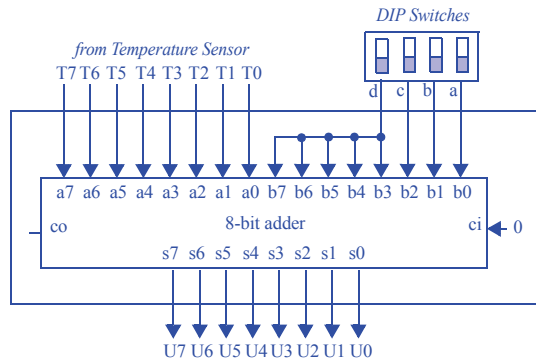 DIP Switches
from Temperature Sensor
T7 T6 T5 T4 T3 T2 T1 T0
d c b a
a7 a6 a5 a4 a3 a2 a1 a0 b7 b6 b5 b4 b3 b2 b1 b0
co 8-bit adder ci 0
s7 s6 s5 s4 s3 s2 s1 s0
U7 U6 U5 U4 U3 U2 U1 U0